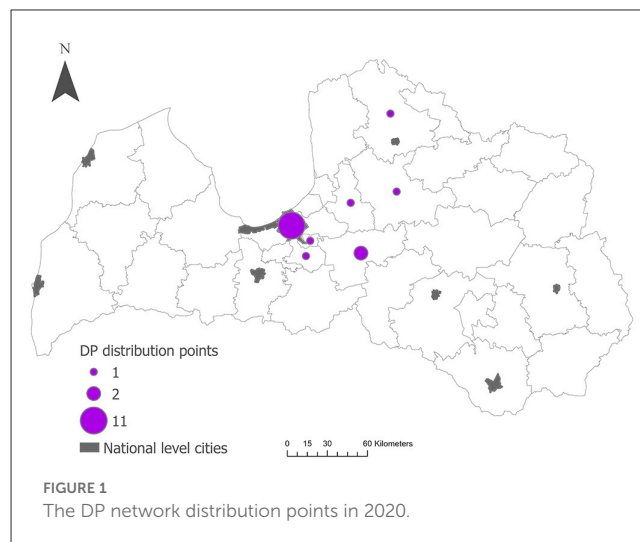 N
DP distribution points
1
2
11
National level cities
0 15 30 60 Kilometers
FIGURE 1
The DP network distribution points in 2020.